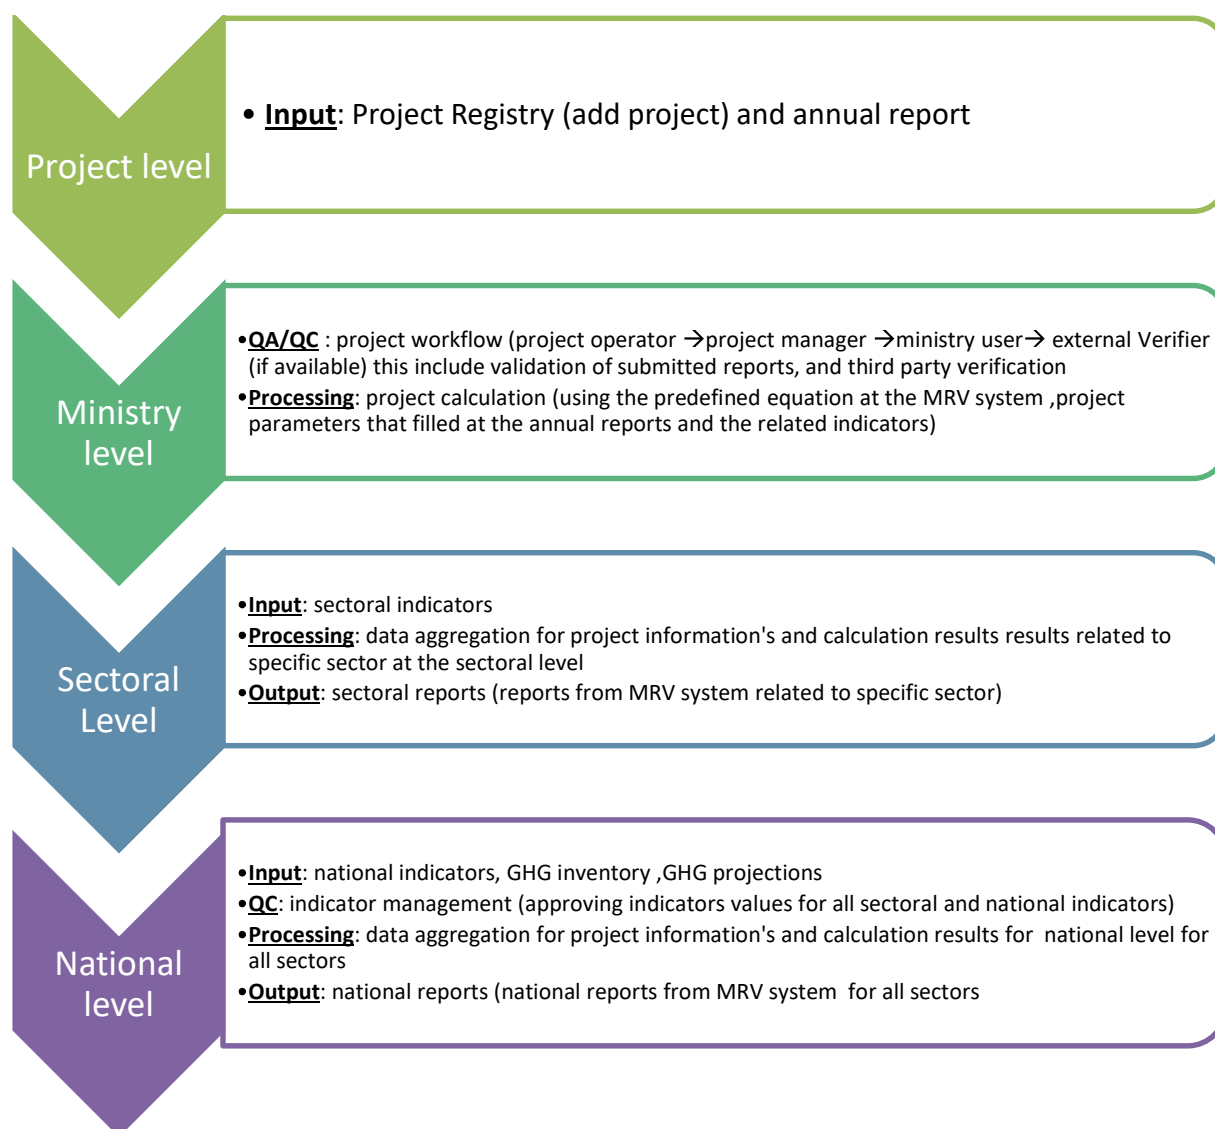 Project level
• Input: Project Registry (add project) and annual report
Ministry
level
•QA/QC : project workflow (project operator →project manager →ministry user→ external Verifier
(if available) this include validation of submitted reports, and third party verification
•Processing: project calculation (using the predefined equation at the MRV system ,project
parameters that filled at the annual reports and the related indicators)
Sectoral
Level
•Input: sectoral indicators
•Processing: data aggregation for project information's and calculation results results related to
specific sector at the sectoral level
•Output: sectoral reports (reports from MRV system related to specific sector)
National
level
•Input: national indicators, GHG inventory ,GHG projections
•QC: indicator management (approving indicators values for all sectoral and national indicators)
•Processing: data aggregation for project information's and calculation results for  national level for
all sectors
•Output: national reports (national reports from MRV system  for all sectors